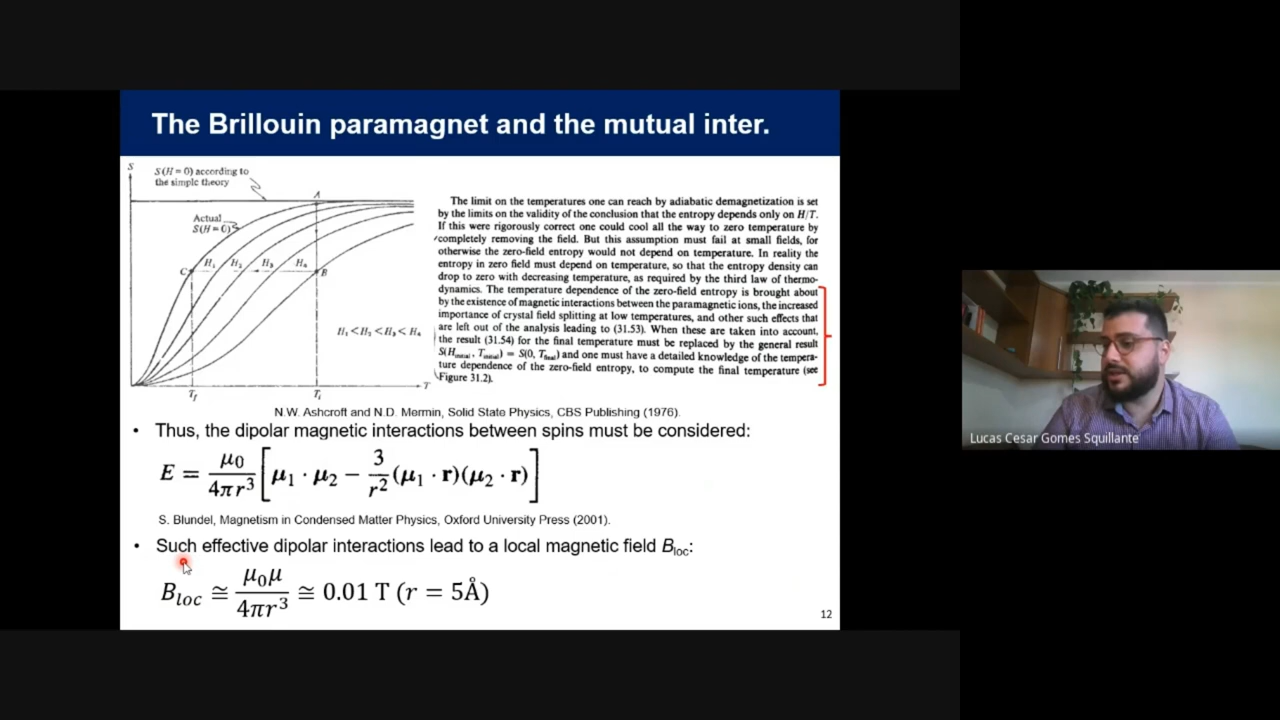 The Brillouin paramagnet and the mutual inter.
S
S(H = 0) according to
the simple theory
A
Actual
S(H = 0)
C
H₁
H₂
H₃
H₄
B
H₁ < H₂ < H₃ < H₄
T_f
T_i
T
The limit on the temperatures one can reach by adiabatic demagnetization is set
by the limits on the validity of the conclusion that the entropy depends only on H/T.
If this were rigorously correct one could cool all the way to zero temperature by
completely removing the field. But this assumption must fail at small fields, for
otherwise the zero-field entropy would not depend on temperature. In reality the
entropy in zero field must depend on temperature, so that the entropy density can
drop to zero with decreasing temperature, as required by the third law of thermo-
dynamics. The temperature dependence of the zero-field entropy is brought about
by the existence of magnetic interactions between the paramagnetic ions, the increased
importance of crystal field splitting at low temperatures, and other such effects that
are left out of the analysis leading to (31.53). When these are taken into account,
the result (31.54) for the final temperature must be replaced by the general result
S(H_initial, T_initial) = S(0, T_final) and one must have a detailed knowledge of the tempera-
ture dependence of the zero-field entropy, to compute the final temperature (see
Figure 31.2).
N.W. Ashcroft and N.D. Mermin, Solid State Physics, CBS Publishing (1976).
• Thus, the dipolar magnetic interactions between spins must be considered:
E = μ₀/4πr³ [μ₁ · μ₂ − 3/r² (μ₁ · r)(μ₂ · r)]
S. Blundel, Magnetism in Condensed Matter Physics, Oxford University Press (2001).
• Such effective dipolar interactions lead to a local magnetic field B_loc:
B_loc ≅ μ₀μ/4πr³ ≅ 0.01 T (r = 5Å)
12
Lucas Cesar Gomes Squillante